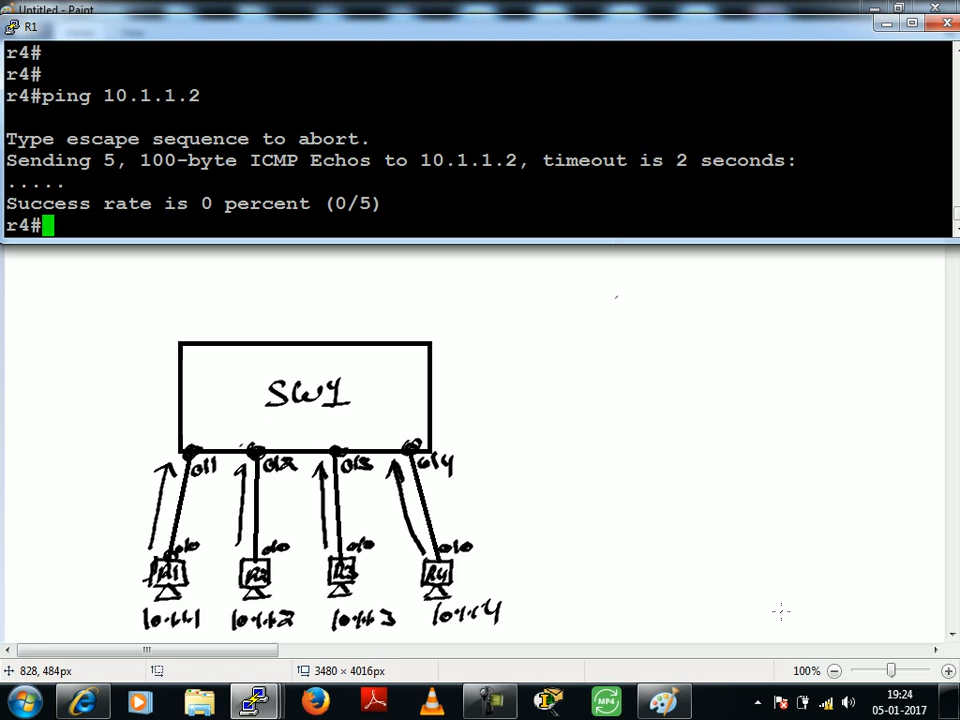 Untitled - Paint
R1
r4#
r4#
r4#ping 10.1.1.2
Type escape sequence to abort.
Sending 5, 100-byte ICMP Echos to 10.1.1.2, timeout is 2 seconds:
.....
Success rate is 0 percent (0/5)
r4#
SW1
0/1 0/2 0/3 0/4
0/0 0/0 0/0 0/0
R1 R2 R3 R4
10.1.1.1 10.1.1.2 10.1.1.3 10.1.1.4
828, 484px
3480 × 4016px
100%
MP4
19:24
05-01-2017